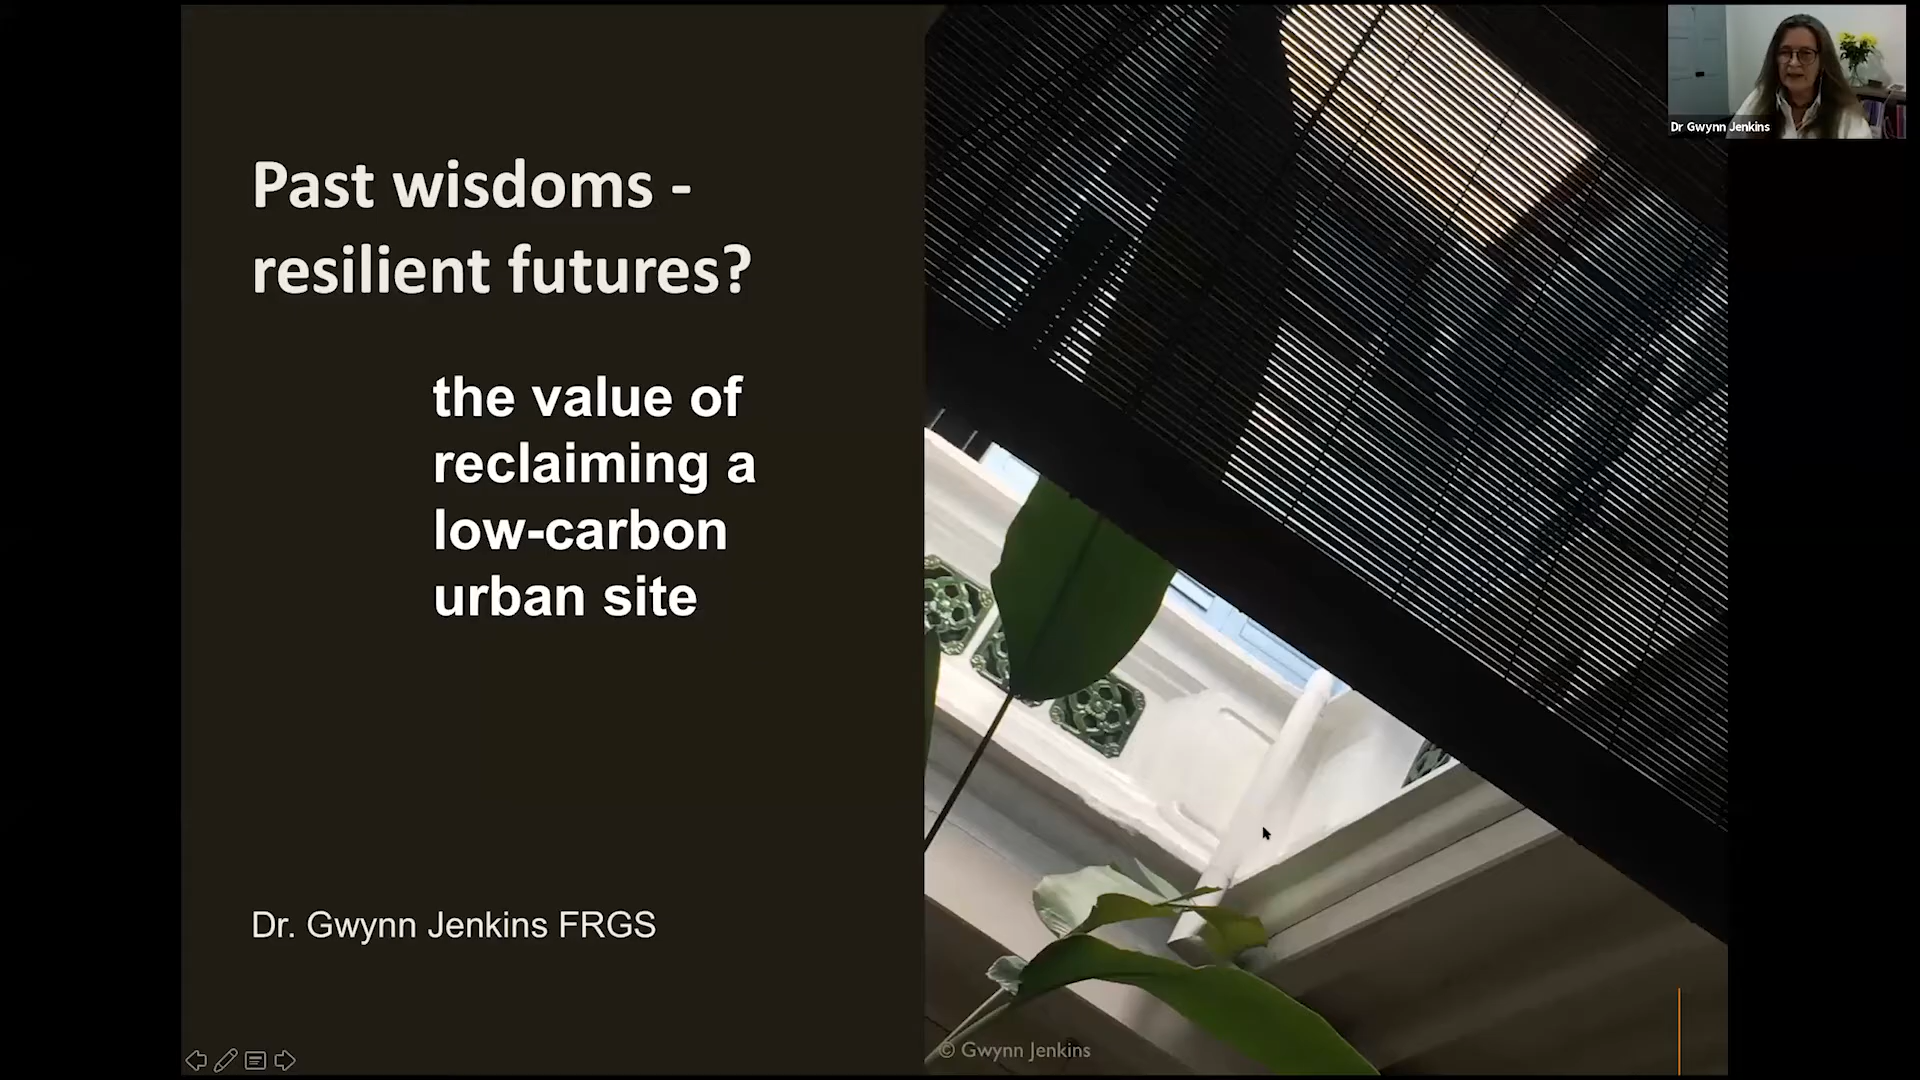 Past wisdoms -
resilient futures?
the value of
reclaiming a
low-carbon
urban site
Dr. Gwynn Jenkins FRGS
© Gwynn Jenkins
Dr Gwynn Jenkins